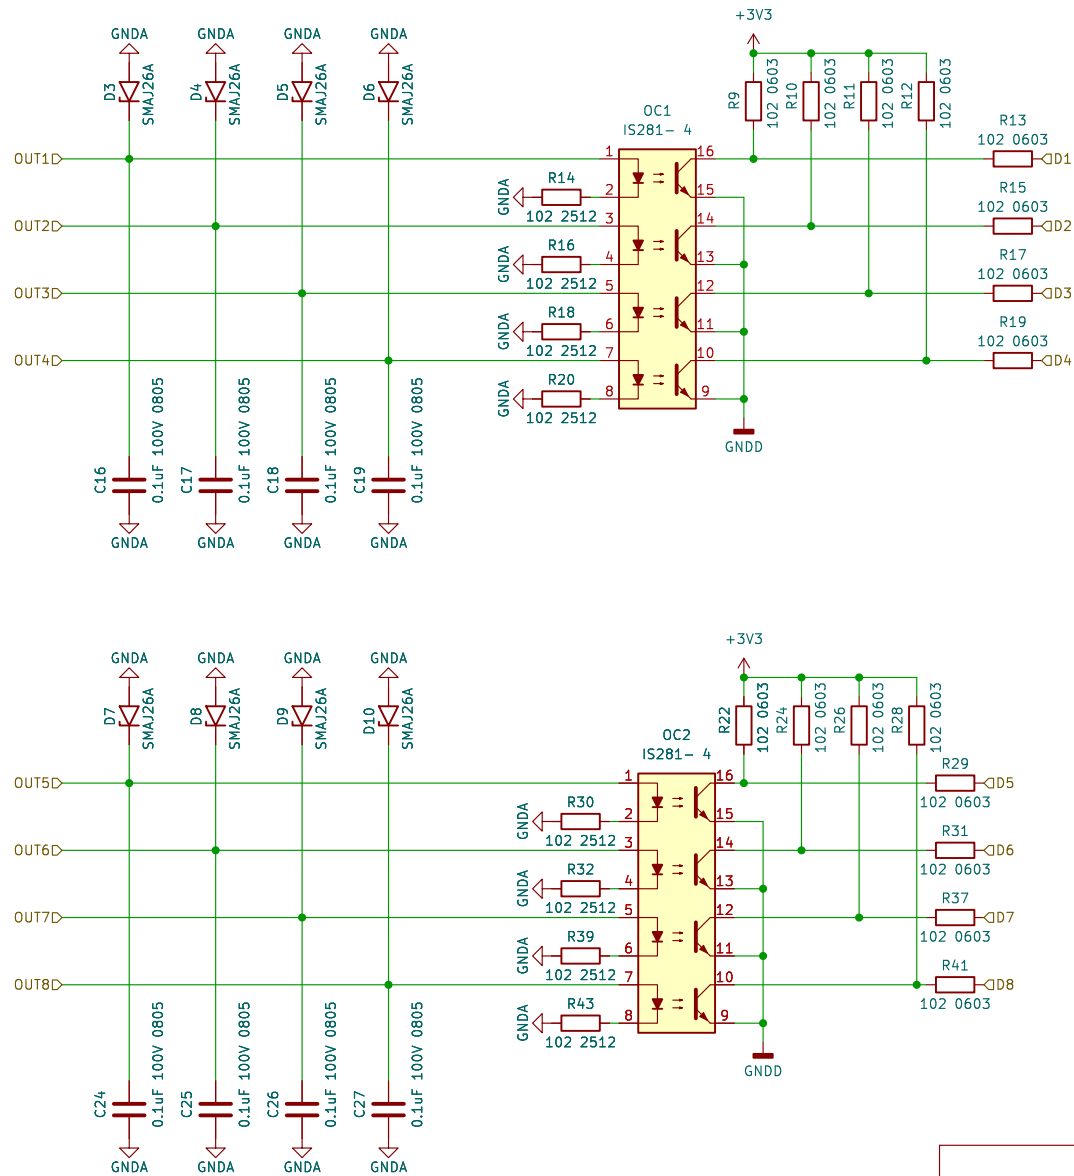 GNDA GNDA GNDA GNDA
D3 SMAJ26A D4 SMAJ26A D5 SMAJ26A D6 SMAJ26A
+3V3
R9 102 0603 R10 102 0603 R11 102 0603 R12 102 0603
OC1
IS281- 4
OUT1 1 16 R13 102 0603 D1
GNDA R14 102 2512 2 15
OUT2 3 14 R15 102 0603 D2
GNDA R16 102 2512 4 13
OUT3 5 12 R17 102 0603 D3
GNDA R18 102 2512 6 11
OUT4 7 10 R19 102 0603 D4
GNDA R20 102 2512 8 9
GNDD
C16 0.1uF 100V 0805 C17 0.1uF 100V 0805 C18 0.1uF 100V 0805 C19 0.1uF 100V 0805
GNDA GNDA GNDA GNDA
GNDA GNDA GNDA GNDA
D7 SMAJ26A D8 SMAJ26A D9 SMAJ26A D10 SMAJ26A
+3V3
R22 102 0603 R24 102 0603 R26 102 0603 R28 102 0603
OC2
IS281- 4
OUT5 1 16 R29 102 0603 D5
GNDA R30 102 2512 2 15
OUT6 3 14 R31 102 0603 D6
GNDA R32 102 2512 4 13
OUT7 5 12 R37 102 0603 D7
GNDA R39 102 2512 6 11
OUT8 7 10 R41 102 0603 D8
GNDA R43 102 2512 8 9
GNDD
C24 0.1uF 100V 0805 C25 0.1uF 100V 0805 C26 0.1uF 100V 0805 C27 0.1uF 100V 0805
GNDA GNDA GNDA GNDA